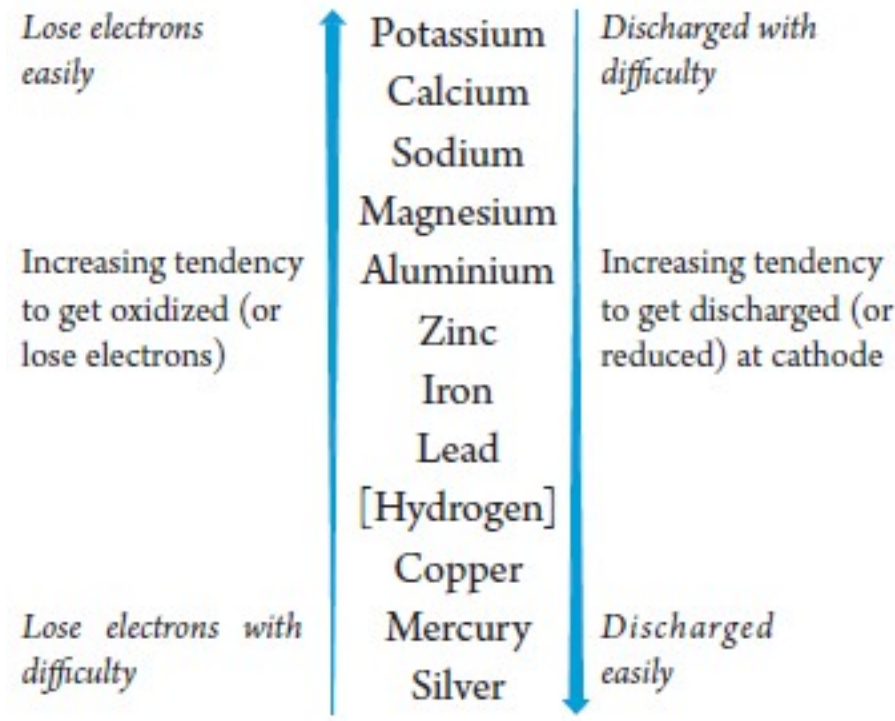 Lose electrons
easily
Increasing tendency
to get oxidized (or
lose electrons)
Lose electrons with
difficulty
Potassium
Calcium
Sodium
Magnesium
Aluminium
Zinc
Iron
Lead
[Hydrogen]
Copper
Mercury
Silver
Discharged with
difficulty
Increasing tendency
to get discharged (or
reduced) at cathode
Discharged
easily